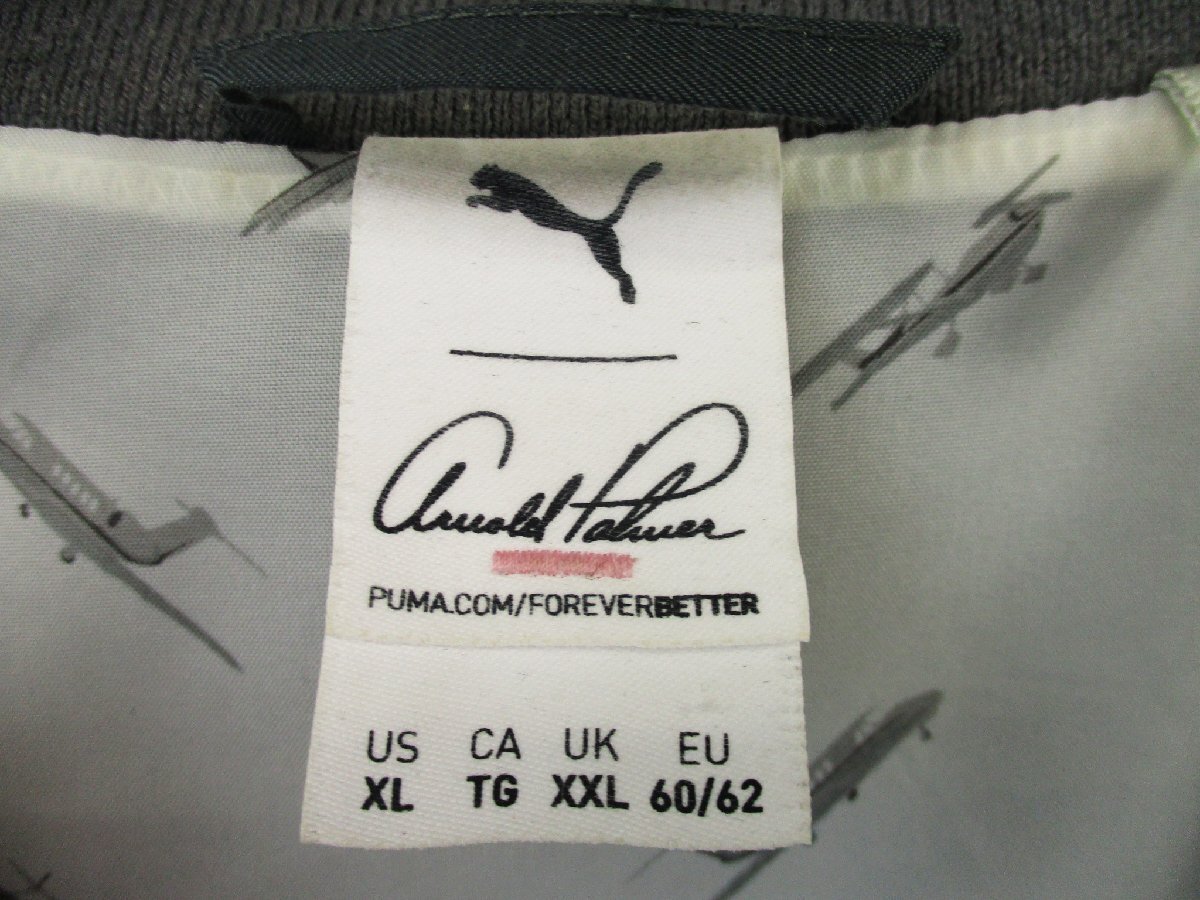 Arnold Palmer
PUMA.COM/FOREVERBETTER
US CA UK EU
XL TG XXL 60/62